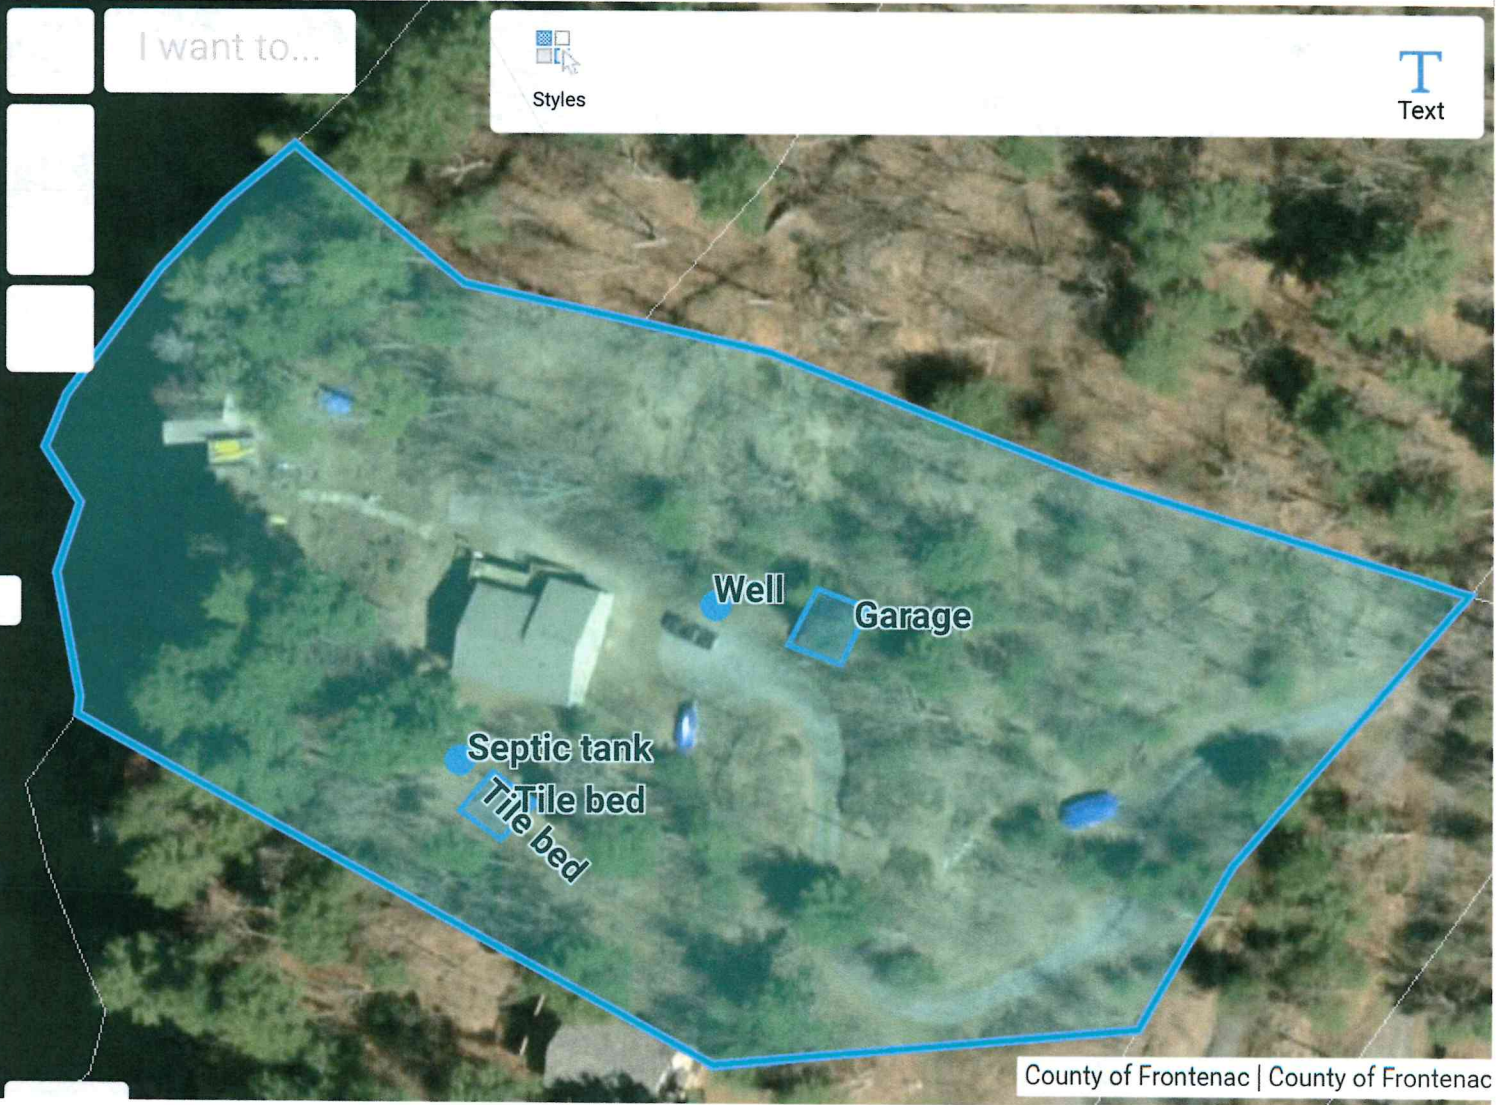 I want to...
Styles
Text
Well
Garage
Septic tank
Tile bed
Tile bed
County of Frontenac | County of Frontenac